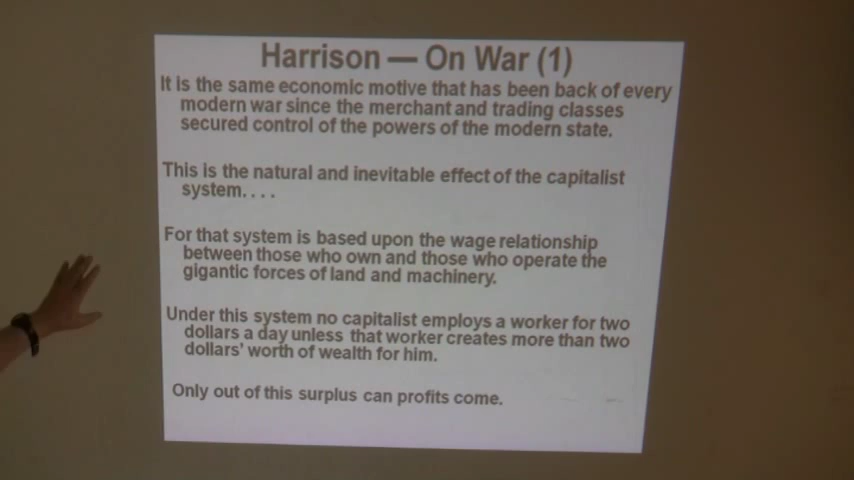 Harrison — On War (1)
It is the same economic motive that has been back of every
modern war since the merchant and trading classes
secured control of the powers of the modern state.
This is the natural and inevitable effect of the capitalist
system. . . .
For that system is based upon the wage relationship
between those who own and those who operate the
gigantic forces of land and machinery.
Under this system no capitalist employs a worker for two
dollars a day unless that worker creates more than two
dollars' worth of wealth for him.
Only out of this surplus can profits come.